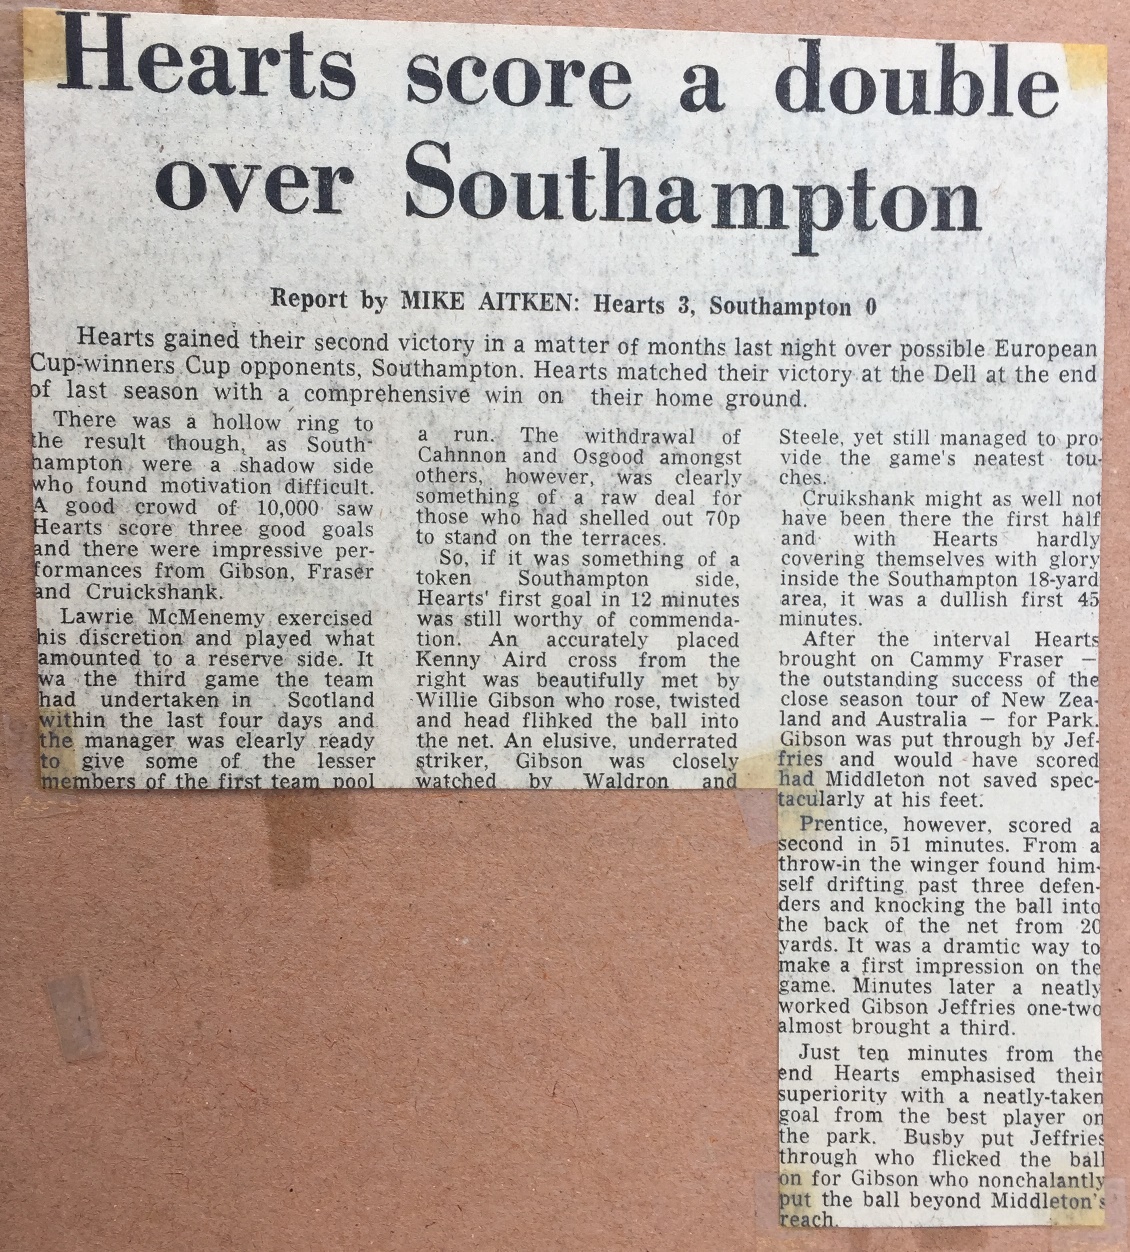 Hearts score a double
over Southampton
Report by MIKE AITKEN: Hearts 3, Southampton 0
Hearts gained their second victory in a matter of months last night over possible European
Cup-winners Cup opponents, Southampton. Hearts matched their victory at the Dell at the end
of last season with a comprehensive win on their home ground.
There was a hollow ring to
the result though, as South-
hampton were a shadow side
who found motivation difficult.
A good crowd of 10,000 saw
Hearts score three good goals
and there were impressive per-
formances from Gibson, Fraser
and Cruickshank.
Lawrie McMenemy exercised
his discretion and played what
amounted to a reserve side. It
wa the third game the team
had undertaken in Scotland
within the last four days and
the manager was clearly ready
to give some of the lesser
members of the first team pool
a run. The withdrawal of
Cahnnon and Osgood amongst
others, however, was clearly
something of a raw deal for
those who had shelled out 70p
to stand on the terraces.
So, if it was something of a
token Southampton side,
Hearts' first goal in 12 minutes
was still worthy of commenda-
tion. An accurately placed
Kenny Aird cross from the
right was beautifully met by
Willie Gibson who rose, twisted
and head flihked the ball into
the net. An elusive, underrated
striker, Gibson was closely
watched by Waldron and
Steele, yet still managed to pro-
vide the game's neatest tou-
ches.
Cruikshank might as well not
have been there the first half
and with Hearts hardly
covering themselves with glory
inside the Southampton 18-yard
area, it was a dullish first 45
minutes.
After the interval Hearts
brought on Cammy Fraser —
the outstanding success of the
close season tour of New Zea-
land and Australia — for Park.
Gibson was put through by Jef-
fries and would have scored
had Middleton not saved spec-
tacularly at his feet.
Prentice, however, scored a
second in 51 minutes. From a
throw-in the winger found him-
self drifting past three defen-
ders and knocking the ball into
the back of the net from 20
yards. It was a dramtic way to
make a first impression on the
game. Minutes later a neatly
worked Gibson Jeffries one-two
almost brought a third.
Just ten minutes from the
end Hearts emphasised their
superiority with a neatly-taken
goal from the best player on
the park. Busby put Jeffries
through who flicked the ball
on for Gibson who nonchalantly
put the ball beyond Middleton's
reach.